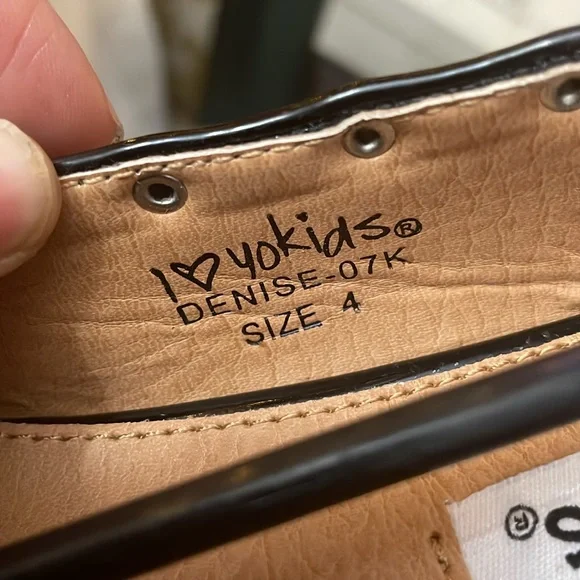 I ♡ yokids®
DENISE-07K
SIZE 4
®